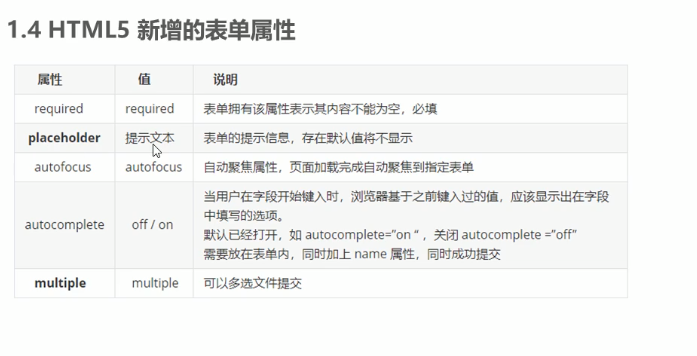 1.4 HTML5 新增的表单属性
属性 值 说明
required required 表单拥有该属性表示其内容不能为空，必填
placeholder 提示文本 表单的提示信息，存在默认值将不显示
autofocus autofocus 自动聚焦属性，页面加载完成自动聚焦到指定表单
autocomplete off / on 当用户在字段开始键入时，浏览器基于之前键入过的值，应该显示出在字段
中填写的选项。
默认已经打开，如 autocomplete=”on “ ，关闭 autocomplete =”off”
需要放在表单内，同时加上 name 属性，同时成功提交
multiple multiple 可以多选文件提交